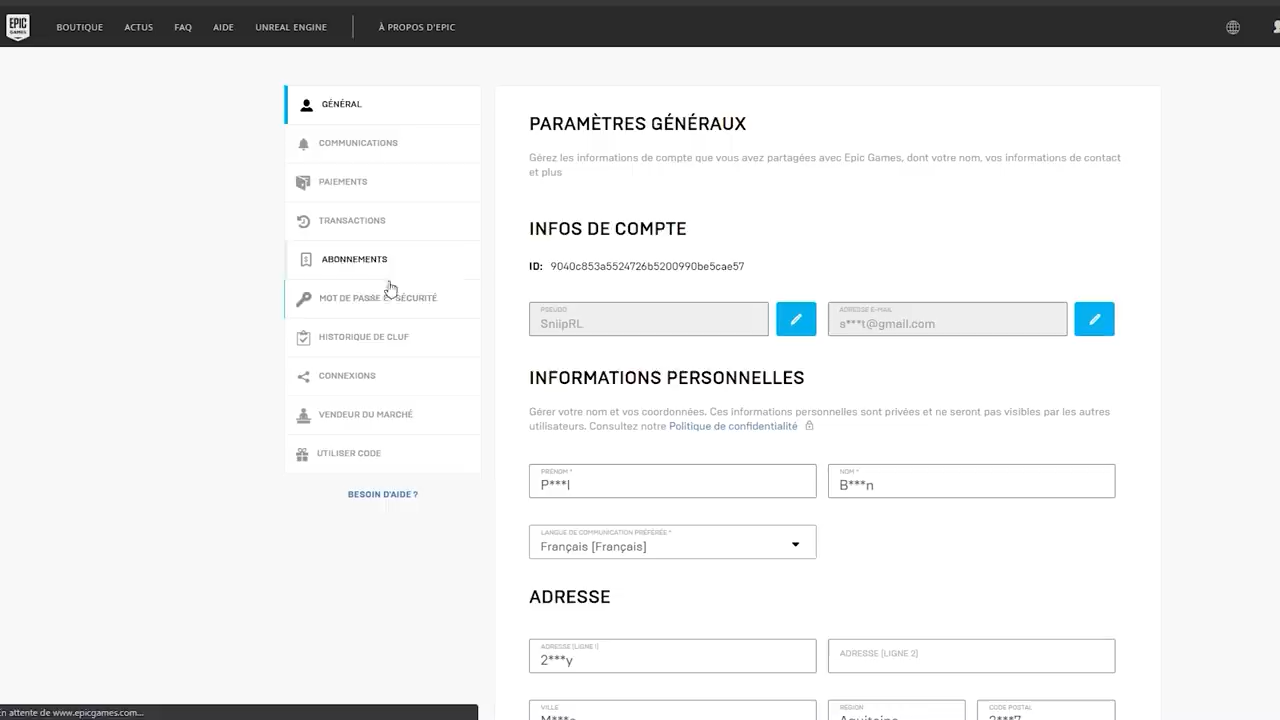 EPIC
GAMES
BOUTIQUE
ACTUS
FAQ
AIDE
UNREAL ENGINE
À PROPOS D'EPIC
GÉNÉRAL
COMMUNICATIONS
PAIEMENTS
TRANSACTIONS
ABONNEMENTS
MOT DE PASSE ET SÉCURITÉ
HISTORIQUE DE CLUF
CONNEXIONS
VENDEUR DU MARCHÉ
UTILISER CODE
BESOIN D'AIDE ?
PARAMÈTRES GÉNÉRAUX
Gérez les informations de compte que vous avez partagées avec Epic Games, dont votre nom, vos informations de contact
et plus
INFOS DE COMPTE
ID: 9040c853a5524726b5200990be5cae57
PSEUDO
SniipRL
ADRESSE E-MAIL
s***t@gmail.com
INFORMATIONS PERSONNELLES
Gérer votre nom et vos coordonnées. Ces informations personnelles sont privées et ne seront pas visibles par les autres
utilisateurs. Consultez notre Politique de confidentialité
PRÉNOM *
P***l
NOM *
B***n
LANGUE DE COMMUNICATION PRÉFÉRÉE *
Français [Français]
ADRESSE
ADRESSE (LIGNE 1)
2***y
ADRESSE (LIGNE 2)
VILLE
RÉGION
Aquitaine
CODE POSTAL
En attente de www.epicgames.com...